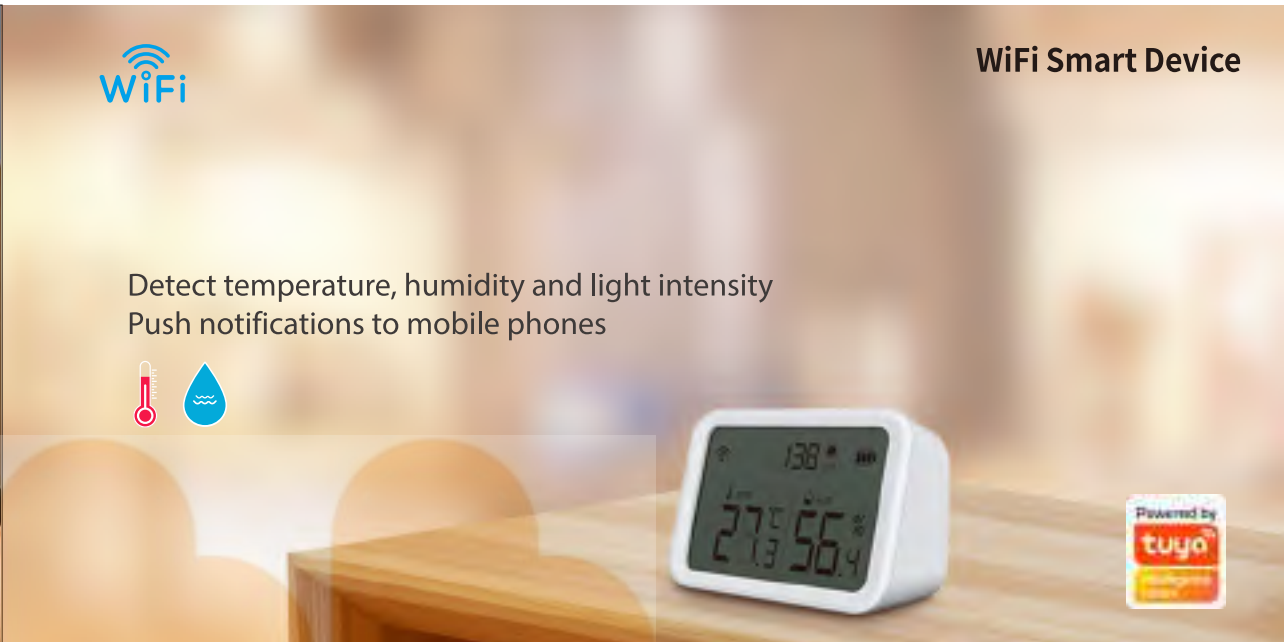 WiFi
WiFi Smart Device
Detect temperature, humidity and light intensity
Push notifications to mobile phones
138
27.3 °C
56.4 %
Powered by
tuya